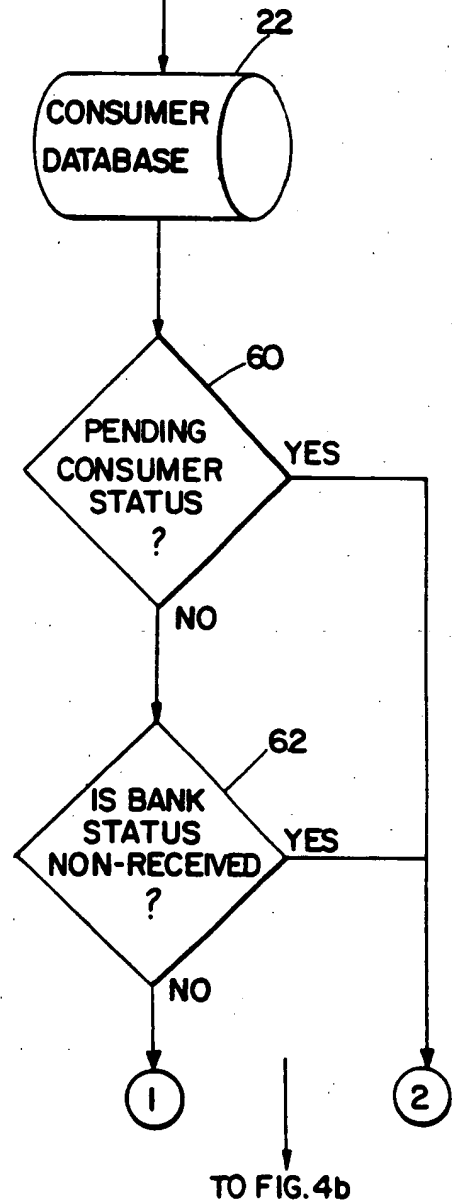 22
CONSUMER
DATABASE
60
PENDING
CONSUMER
STATUS
?
YES
NO
62
IS BANK
STATUS
NON-RECEIVED
?
YES
NO
1
2
TO FIG. 4b